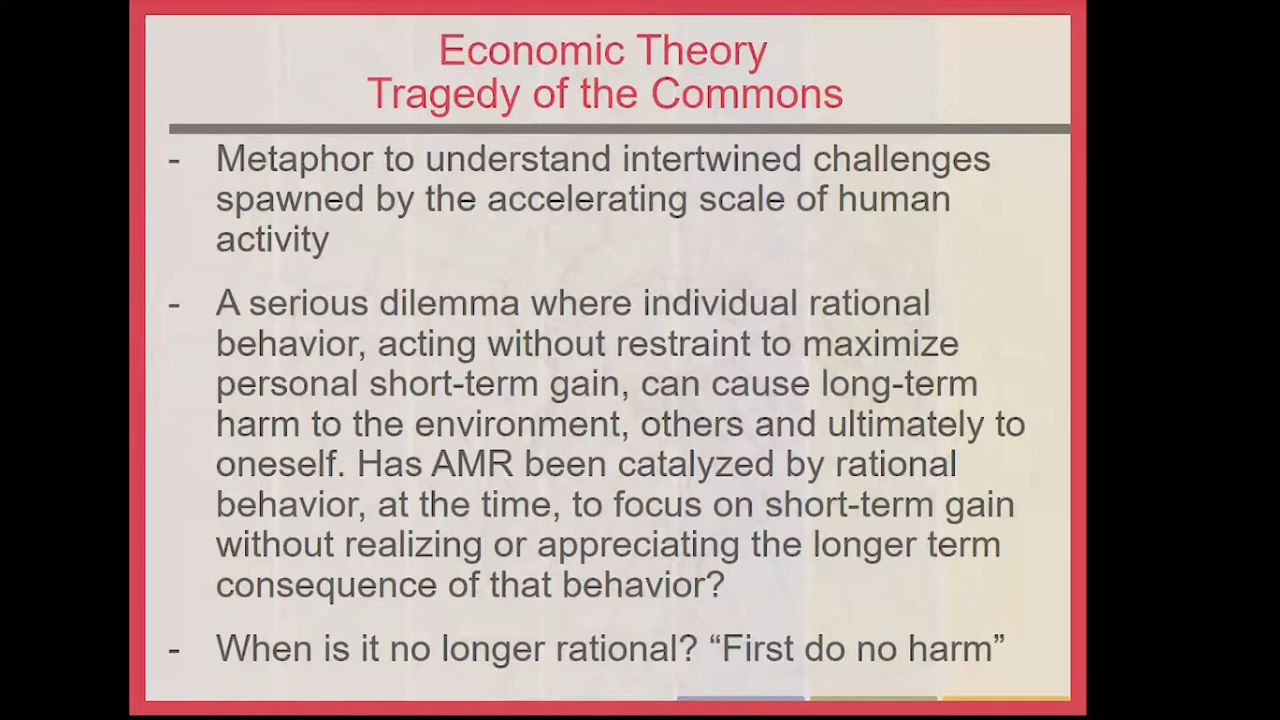 Economic Theory
Tragedy of the Commons
- Metaphor to understand intertwined challenges
spawned by the accelerating scale of human
activity
- A serious dilemma where individual rational
behavior, acting without restraint to maximize
personal short-term gain, can cause long-term
harm to the environment, others and ultimately to
oneself. Has AMR been catalyzed by rational
behavior, at the time, to focus on short-term gain
without realizing or appreciating the longer term
consequence of that behavior?
- When is it no longer rational? “First do no harm”